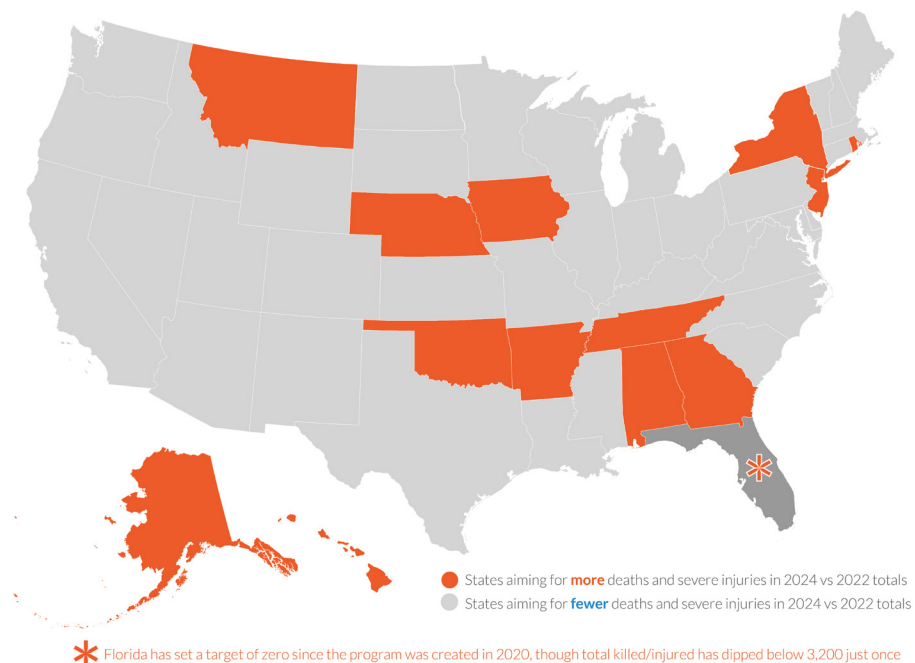 States aiming for more deaths and severe injuries in 2024 vs 2022 totals
States aiming for fewer deaths and severe injuries in 2024 vs 2022 totals
Florida has set a target of zero since the program was created in 2020, though total killed/injured has dipped below 3,200 just once